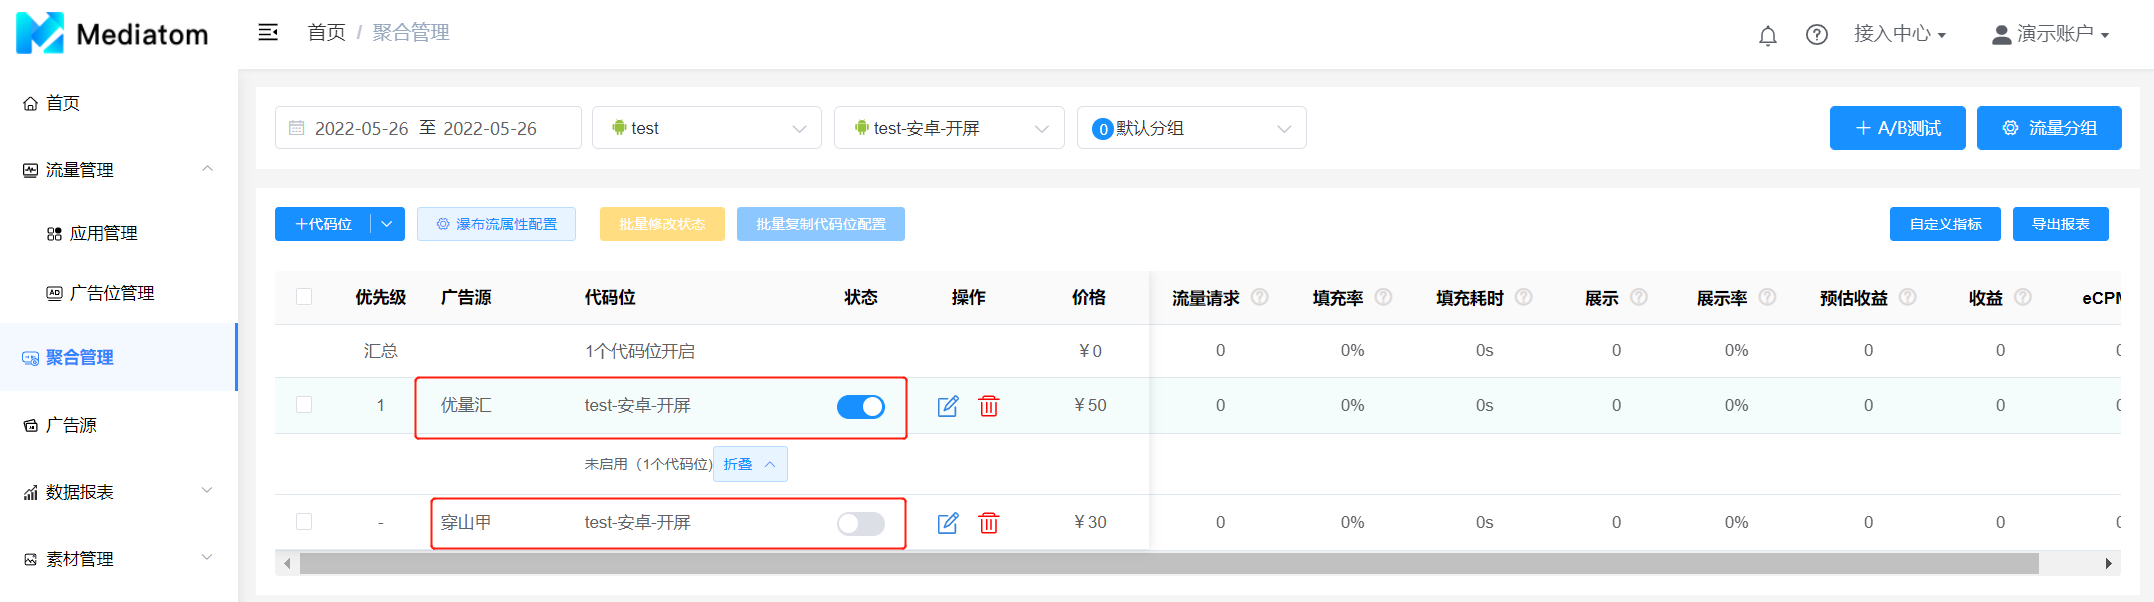 Mediatom
首页 / 聚合管理
接入中心
演示账户
首页
流量管理
应用管理
广告位管理
聚合管理
广告源
数据报表
素材管理
2022-05-26 至 2022-05-26
test
test-安卓-开屏
0 默认分组
+ A/B测试
流量分组
+代码位
瀑布流属性配置
批量修改状态
批量复制代码位配置
自定义指标
导出报表
优先级 广告源 代码位 状态 操作 价格 流量请求 填充率 填充耗时 展示 展示率 预估收益 收益 eCPM
汇总 1个代码位开启 ¥0 0 0% 0s 0 0% 0 0 0
1 优量汇 test-安卓-开屏 ¥50 0 0% 0s 0 0% 0 0 0
未启用（1个代码位) 折叠
- 穿山甲 test-安卓-开屏 ¥30 0 0% 0s 0 0% 0 0 0